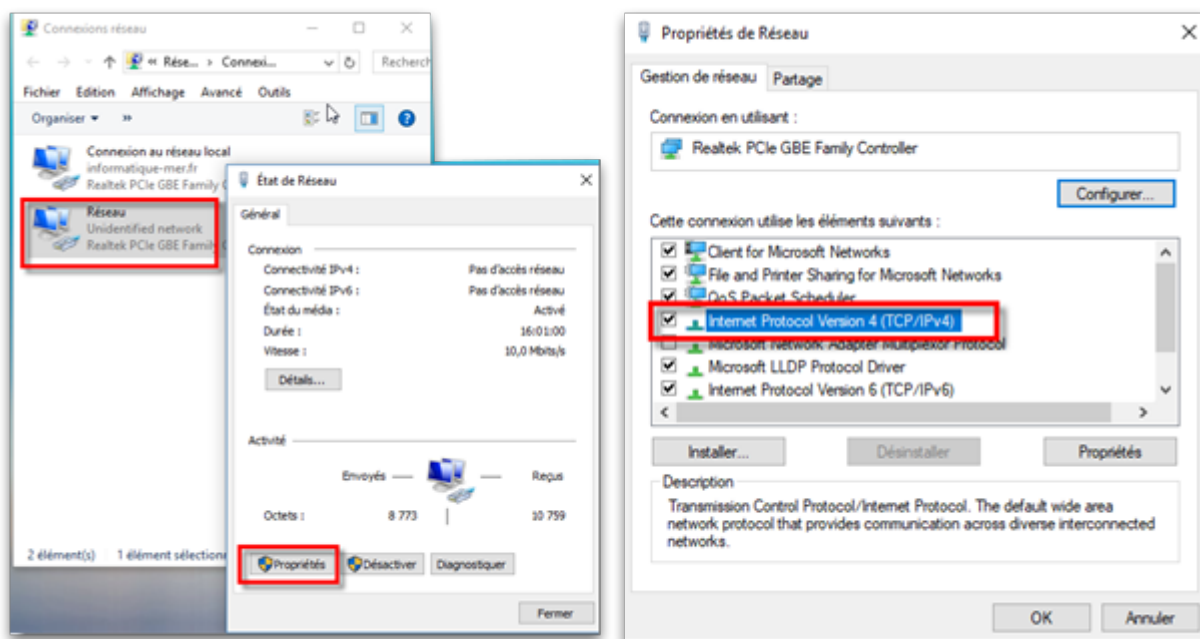 Connexions réseau
« Rése... › Connexi...
Recherch
Fichier Edition Affichage Avancé Outils
Organiser »
Connexion au réseau local
informatique-mer.fr
Realtek PCIe GBE Family C
Réseau
Unidentified network
Realtek PCIe GBE Family
2 élément(s) 1 élément sélectionn
État de Réseau
Général
Connexion
Connectivité IPv4 : Pas d'accès réseau
Connectivité IPv6 : Pas d'accès réseau
État du média : Activé
Durée : 16:01:00
Vitesse : 10,0 Mbits/s
Détails...
Activité
Envoyés — — Reçus
Octets : 8 773 10 759
Propriétés Désactiver Diagnostiquer
Fermer
Propriétés de Réseau
Gestion de réseau Partage
Connexion en utilisant :
Realtek PCIe GBE Family Controller
Configurer...
Cette connexion utilise les éléments suivants :
Client for Microsoft Networks
File and Printer Sharing for Microsoft Networks
QoS Packet Scheduler
Internet Protocol Version 4 (TCP/IPv4)
Microsoft Network Adapter Multiplexor Protocol
Microsoft LLDP Protocol Driver
Internet Protocol Version 6 (TCP/IPv6)
Installer... Désinstaller Propriétés
Description
Transmission Control Protocol/Internet Protocol. The default wide area
network protocol that provides communication across diverse interconnected
networks.
OK Annuler